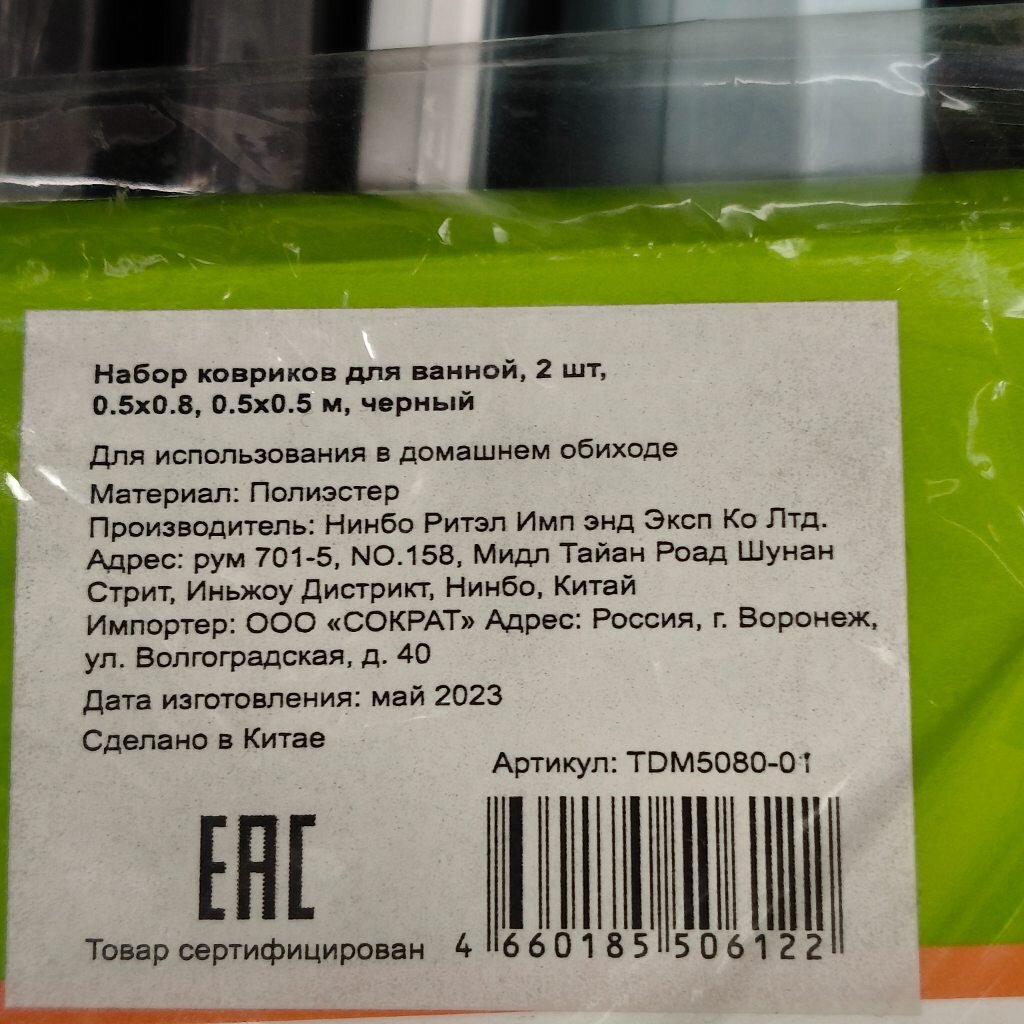 Набор ковриков для ванной, 2 шт,
0.5х0.8, 0.5х0.5 м, черный
Для использования в домашнем обиходе
Материал: Полиэстер
Производитель: Нинбо Ритэл Имп энд Эксп Ко Лтд.
Адрес: рум 701-5, NO.158, Мидл Тайан Роад Шунан
Стрит, Иньжоу Дистрикт, Нинбо, Китай
Импортер: ООО «СОКРАТ» Адрес: Россия, г. Воронеж,
ул. Волгоградская, д. 40
Дата изготовления: май 2023
Сделано в Китае
Артикул: TDM5080-01
EAC
Товар сертифицирован
4 660185 506122